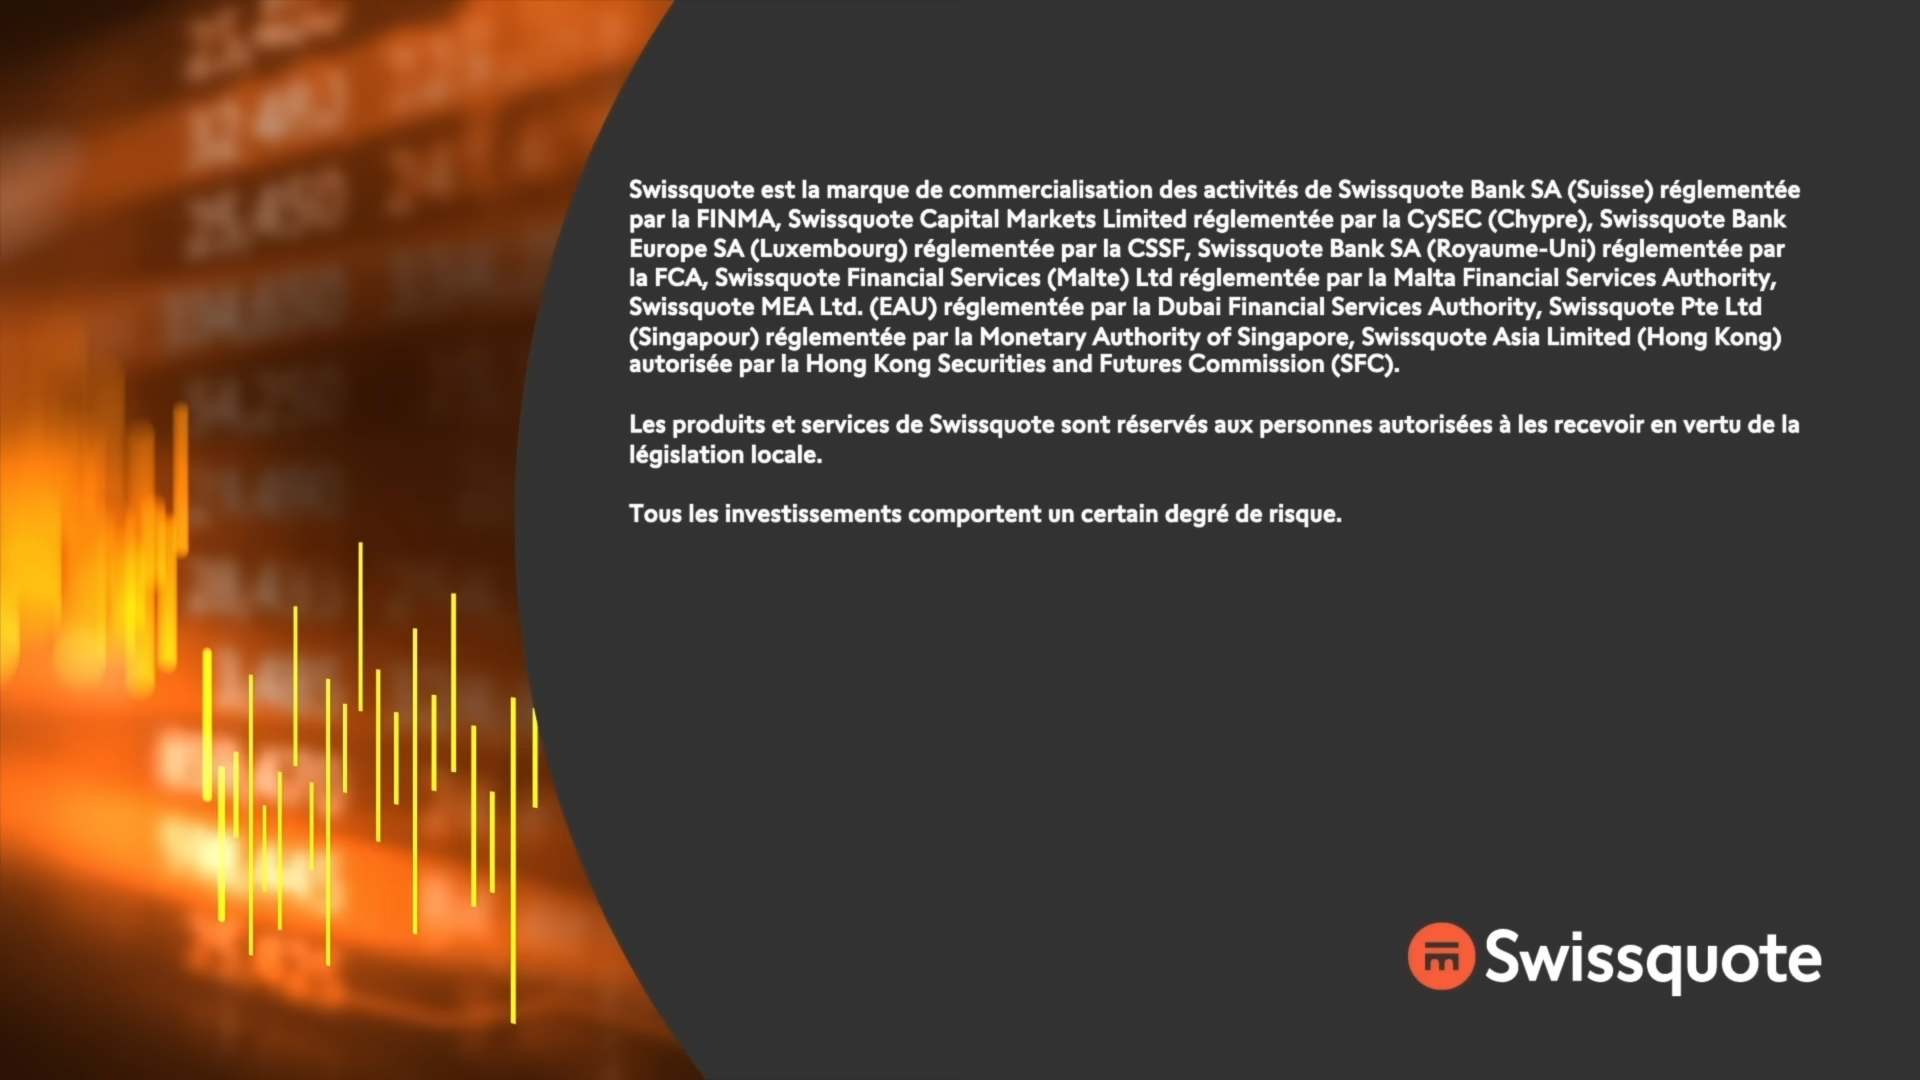 Swissquote est la marque de commercialisation des activités de Swissquote Bank SA (Suisse) réglementée
par la FINMA, Swissquote Capital Markets Limited réglementée par la CySEC (Chypre), Swissquote Bank
Europe SA (Luxembourg) réglementée par la CSSF, Swissquote Bank SA (Royaume-Uni) réglementée par
la FCA, Swissquote Financial Services (Malte) Ltd réglementée par la Malta Financial Services Authority,
Swissquote MEA Ltd. (EAU) réglementée par la Dubai Financial Services Authority, Swissquote Pte Ltd
(Singapour) réglementée par la Monetary Authority of Singapore, Swissquote Asia Limited (Hong Kong)
autorisée par la Hong Kong Securities and Futures Commission (SFC).
Les produits et services de Swissquote sont réservés aux personnes autorisées à les recevoir en vertu de la
législation locale.
Tous les investissements comportent un certain degré de risque.
Swissquote